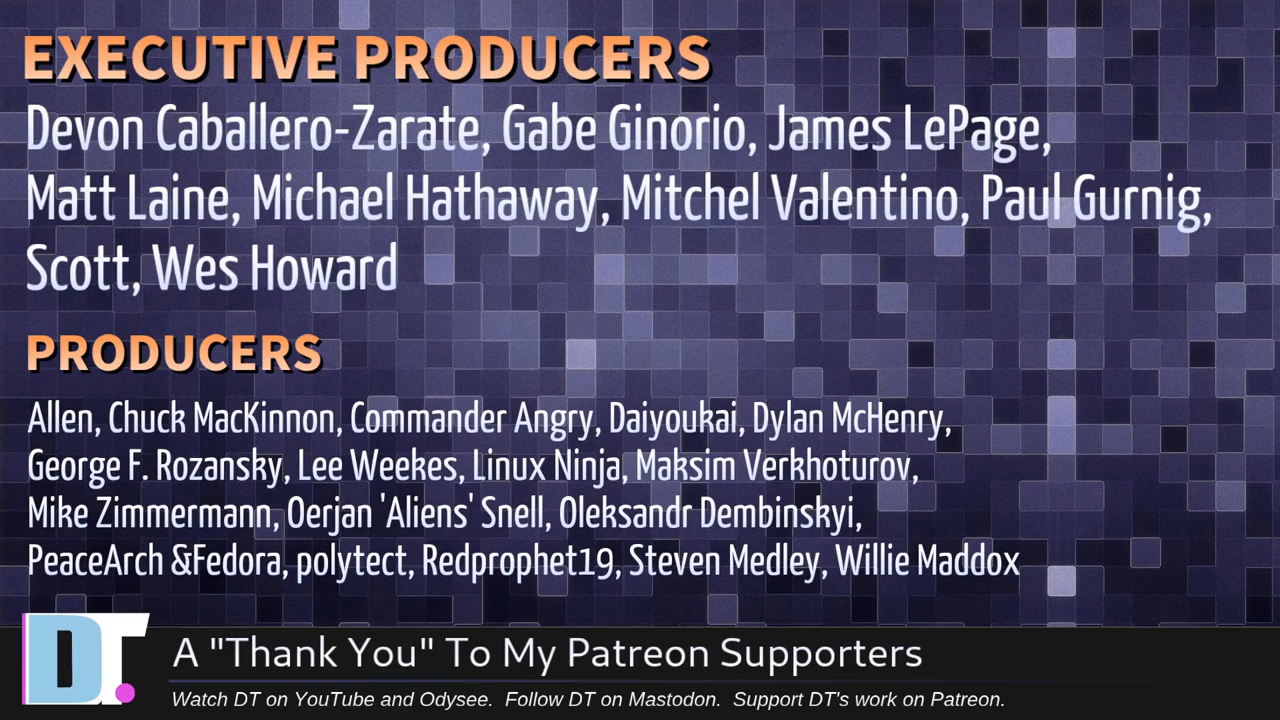 EXECUTIVE PRODUCERS
Devon Caballero-Zarate, Gabe Ginorio, James LePage,
Matt Laine, Michael Hathaway, Mitchel Valentino, Paul Gurnig,
Scott, Wes Howard
PRODUCERS
Allen, Chuck MacKinnon, Commander Angry, Daiyoukai, Dylan McHenry,
George F. Rozansky, Lee Weekes, Linux Ninja, Maksim Verkhoturov,
Mike Zimmermann, Oerjan 'Aliens' Snell, Oleksandr Dembinskyi,
PeaceArch &Fedora, polytect, Redprophet19, Steven Medley, Willie Maddox
DT.
A "Thank You" To My Patreon Supporters
Watch DT on YouTube and Odysee. Follow DT on Mastodon. Support DT's work on Patreon.